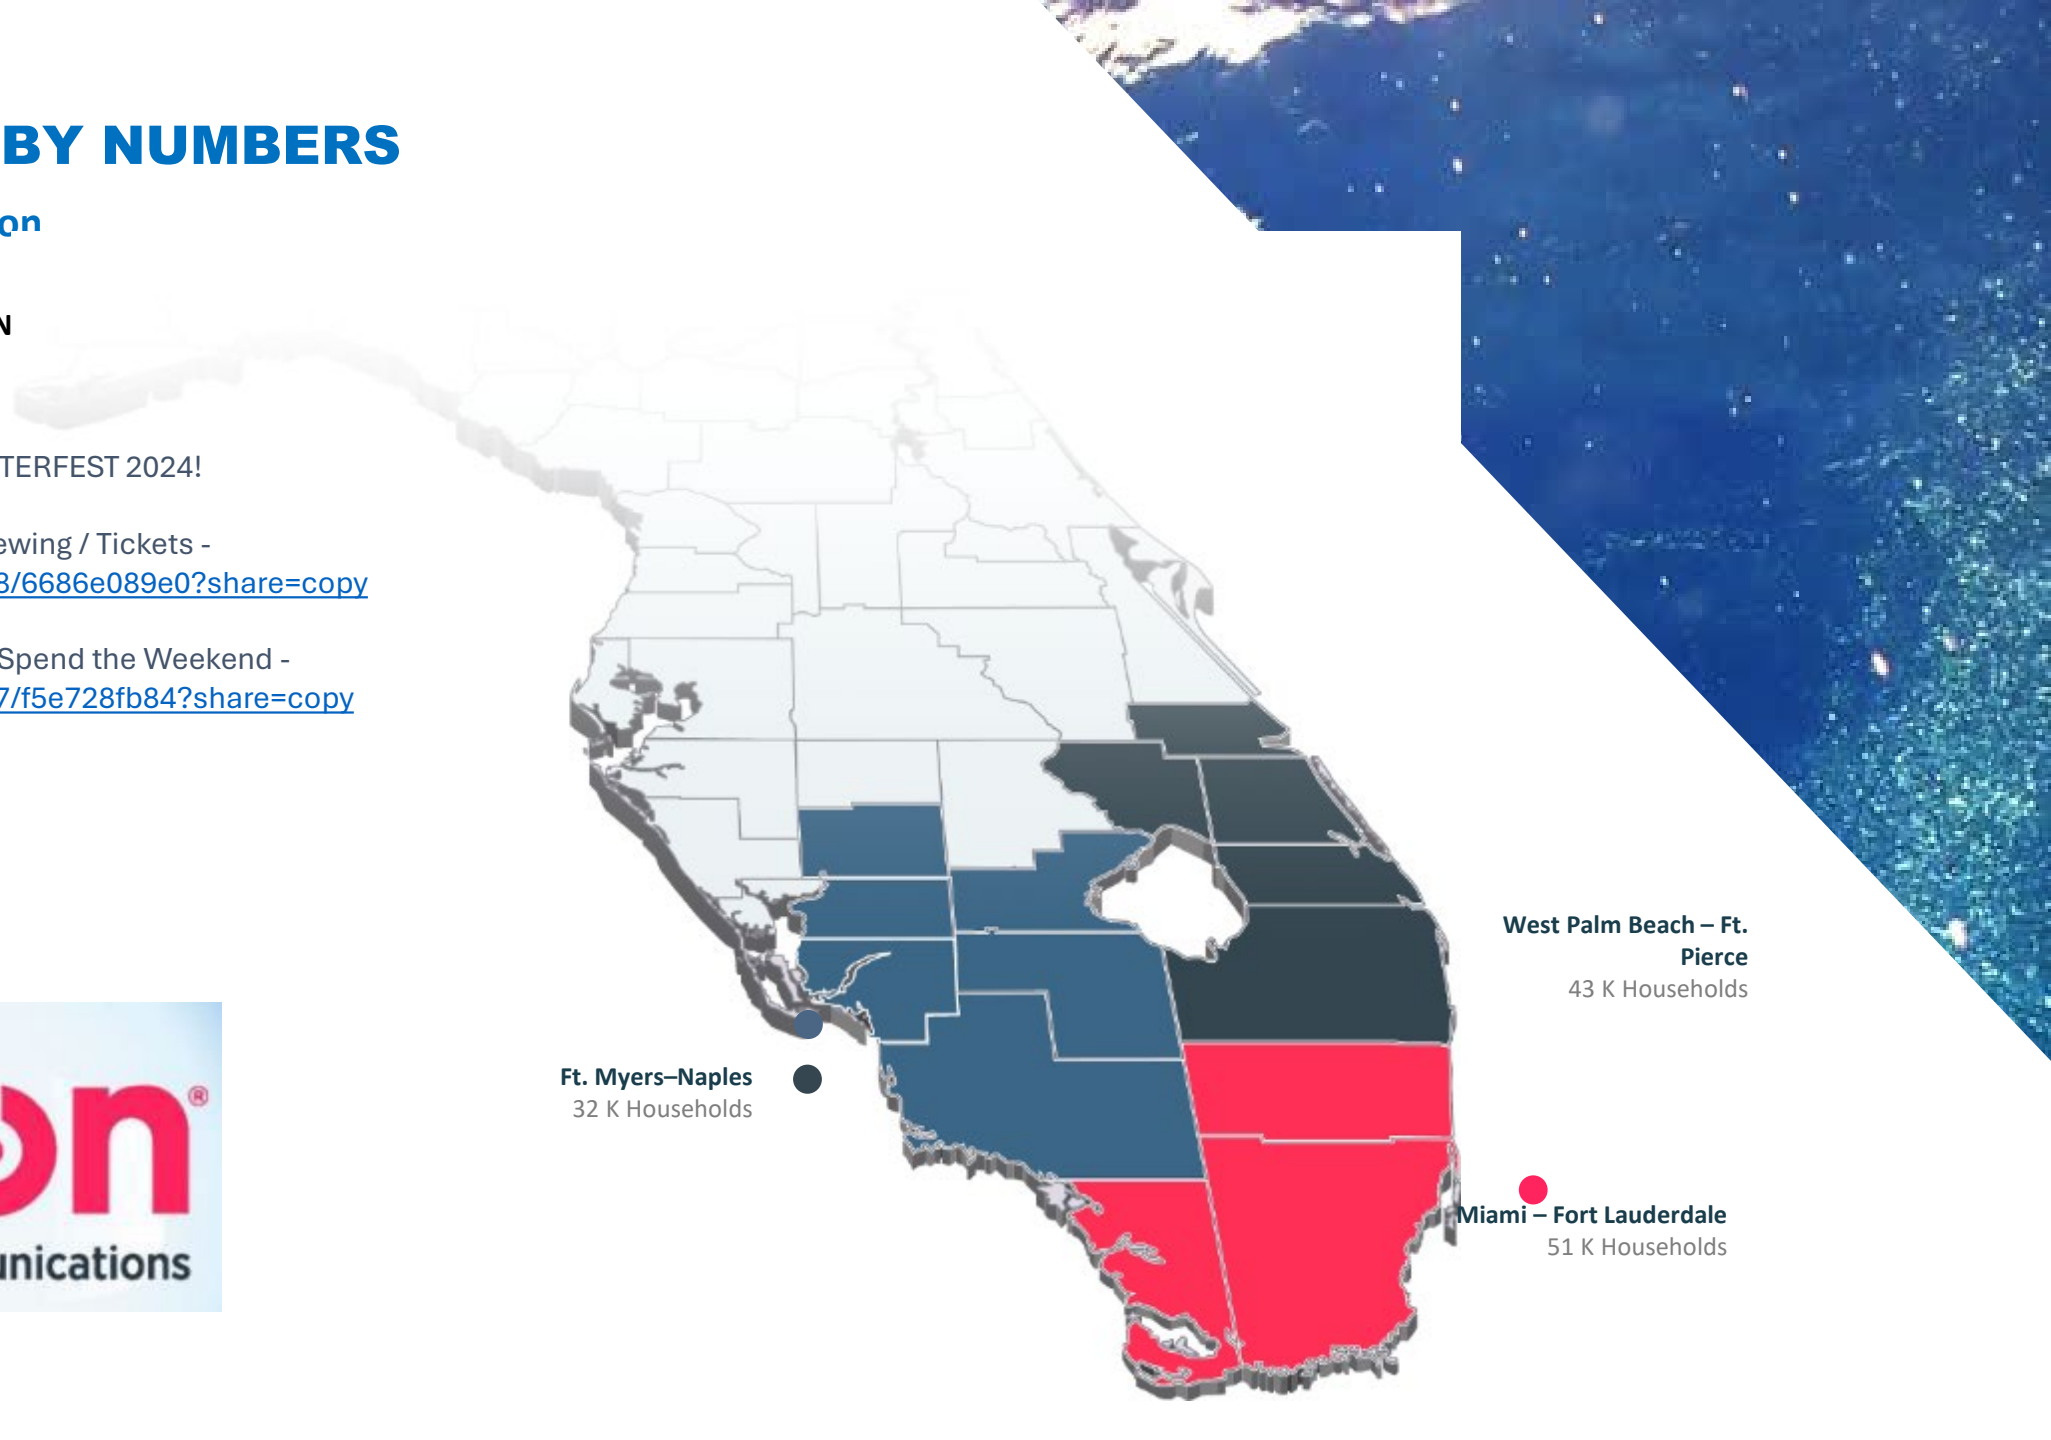 BY NUMBERS
on
N
TERFEST 2024!
ewing / Tickets -
8/6686e089e0?share=copy
Spend the Weekend -
7/f5e728fb84?share=copy
West Palm Beach – Ft.
Pierce
43 K Households
Ft. Myers–Naples
32 K Households
Miami – Fort Lauderdale
51 K Households
on®
unications